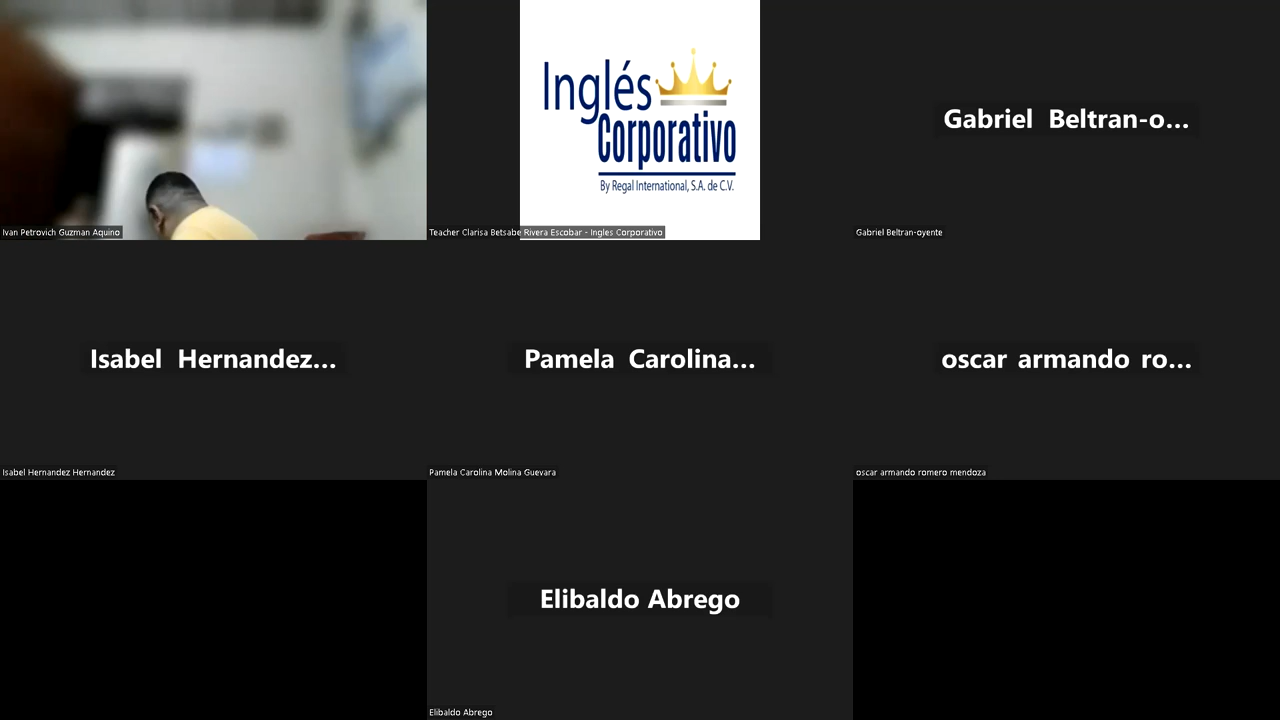 Inglés
Corporativo
By Regal International, S.A. de C.V.
Gabriel Beltran-o...
Ivan Petrovich Guzman Aquino
Teacher Clarisa Betsabe Rivera Escobar - Ingles Corporativo
Gabriel Beltran-oyente
Isabel Hernandez...
Pamela Carolina...
oscar armando ro...
Isabel Hernandez Hernandez
Pamela Carolina Molina Guevara
oscar armando romero mendoza
Elibaldo Abrego
Elibaldo Abrego